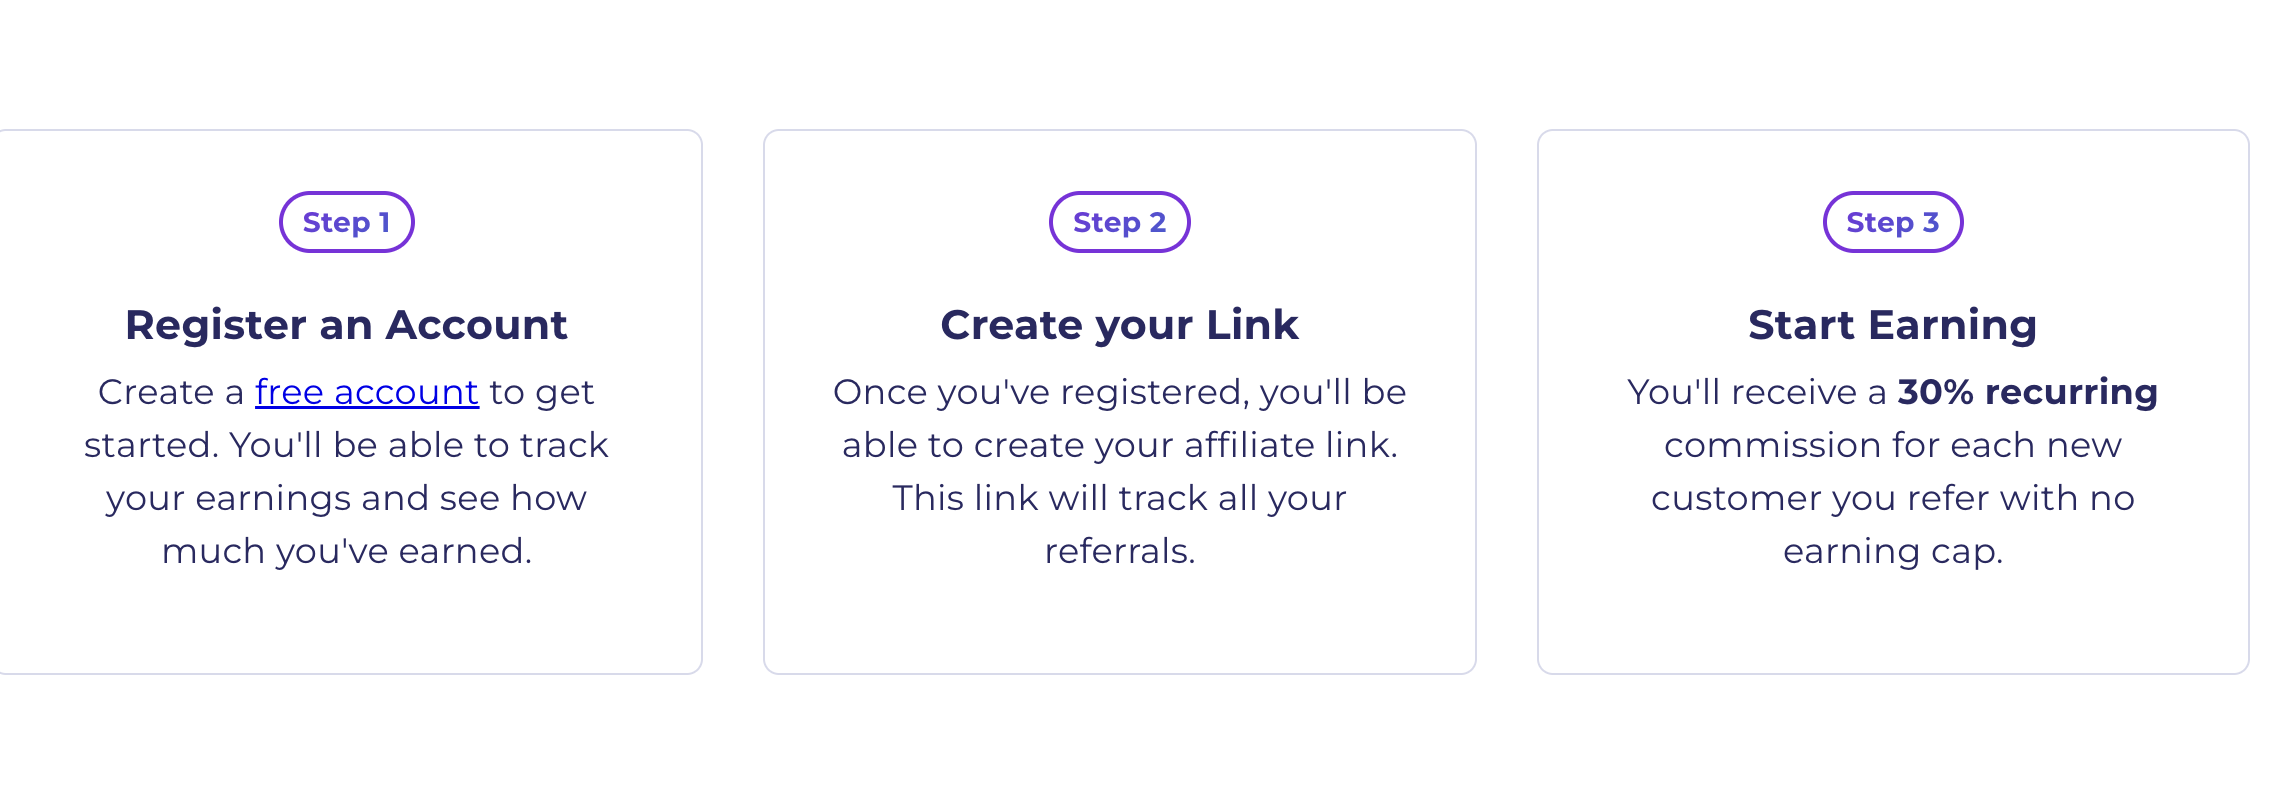 Step 1
Register an Account
Create a free account to get
started. You'll be able to track
your earnings and see how
much you've earned.
Step 2
Create your Link
Once you've registered, you'll be
able to create your affiliate link.
This link will track all your
referrals.
Step 3
Start Earning
You'll receive a 30% recurring
commission for each new
customer you refer with no
earning cap.